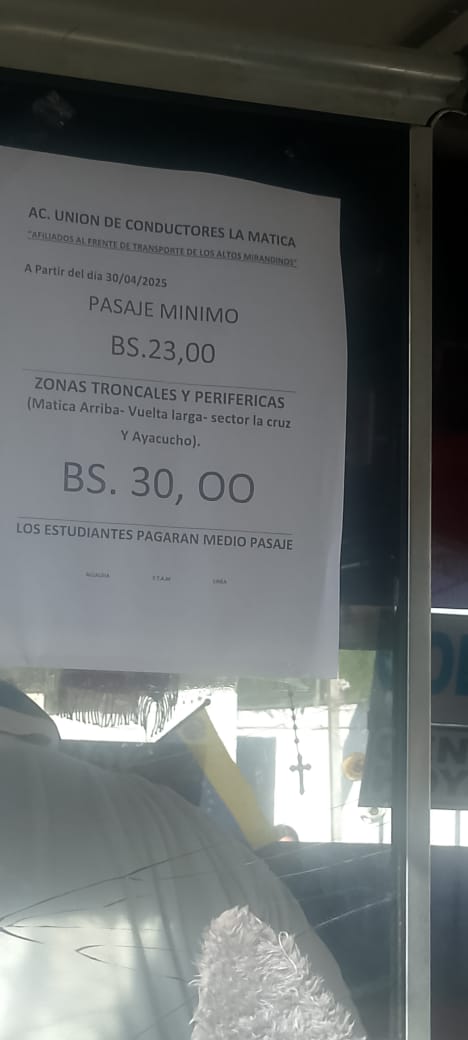 AC. UNION DE CONDUCTORES LA MATICA
"AFILIADOS AL FRENTE DE TRANSPORTE DE LOS ALTOS MIRANDINOS"
A Partir del día 30/04/2025
PASAJE MINIMO
BS.23,00
ZONAS TRONCALES Y PERIFERICAS
(Matica Arriba- Vuelta larga- sector la cruz
Y Ayacucho).
BS. 30, OO
LOS ESTUDIANTES PAGARAN MEDIO PASAJE
ALCALDIA